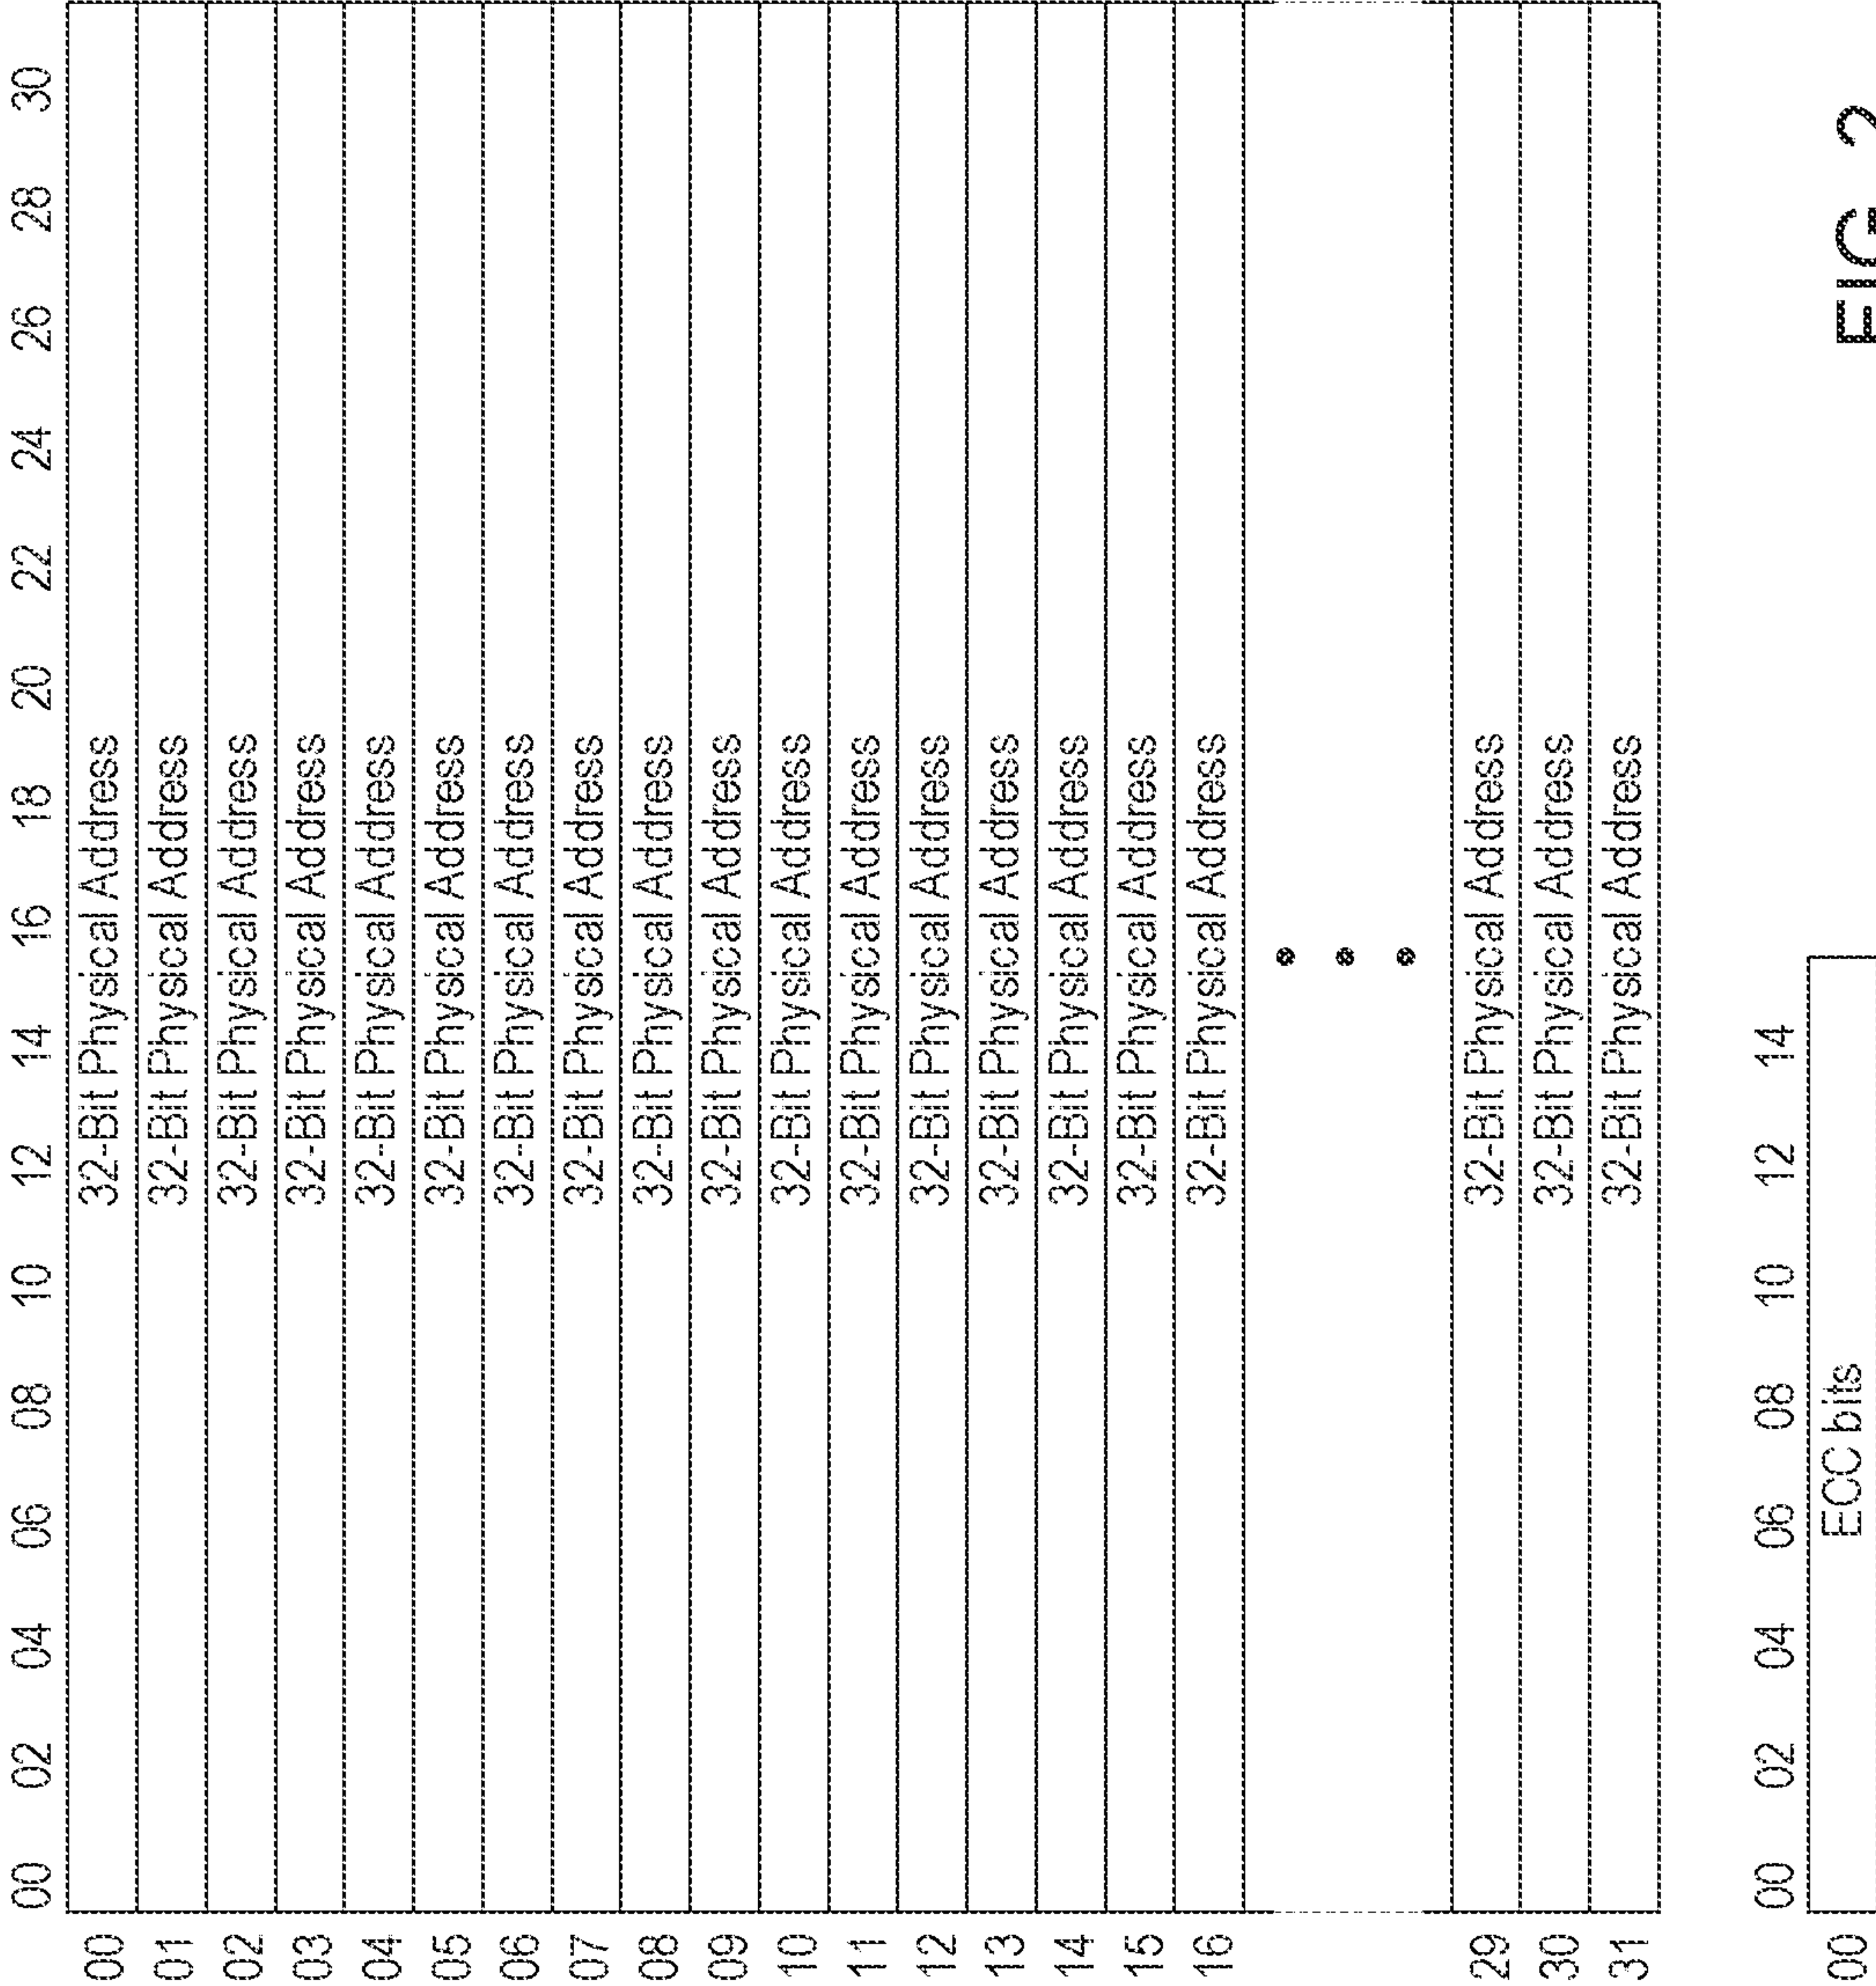 00 02 04 06 08 10 12 14 16 18 20 22 24 26 28 30
00 32-Bit Physical Address
01 32-Bit Physical Address
02 32-Bit Physical Address
03 32-Bit Physical Address
04 32-Bit Physical Address
05 32-Bit Physical Address
06 32-Bit Physical Address
07 32-Bit Physical Address
08 32-Bit Physical Address
09 32-Bit Physical Address
10 32-Bit Physical Address
11 32-Bit Physical Address
12 32-Bit Physical Address
13 32-Bit Physical Address
14 32-Bit Physical Address
15 32-Bit Physical Address
16 32-Bit Physical Address
29 32-Bit Physical Address
30 32-Bit Physical Address
31 32-Bit Physical Address
00 02 04 06 08 10 12 14
00 ECC bits
FIG. 2